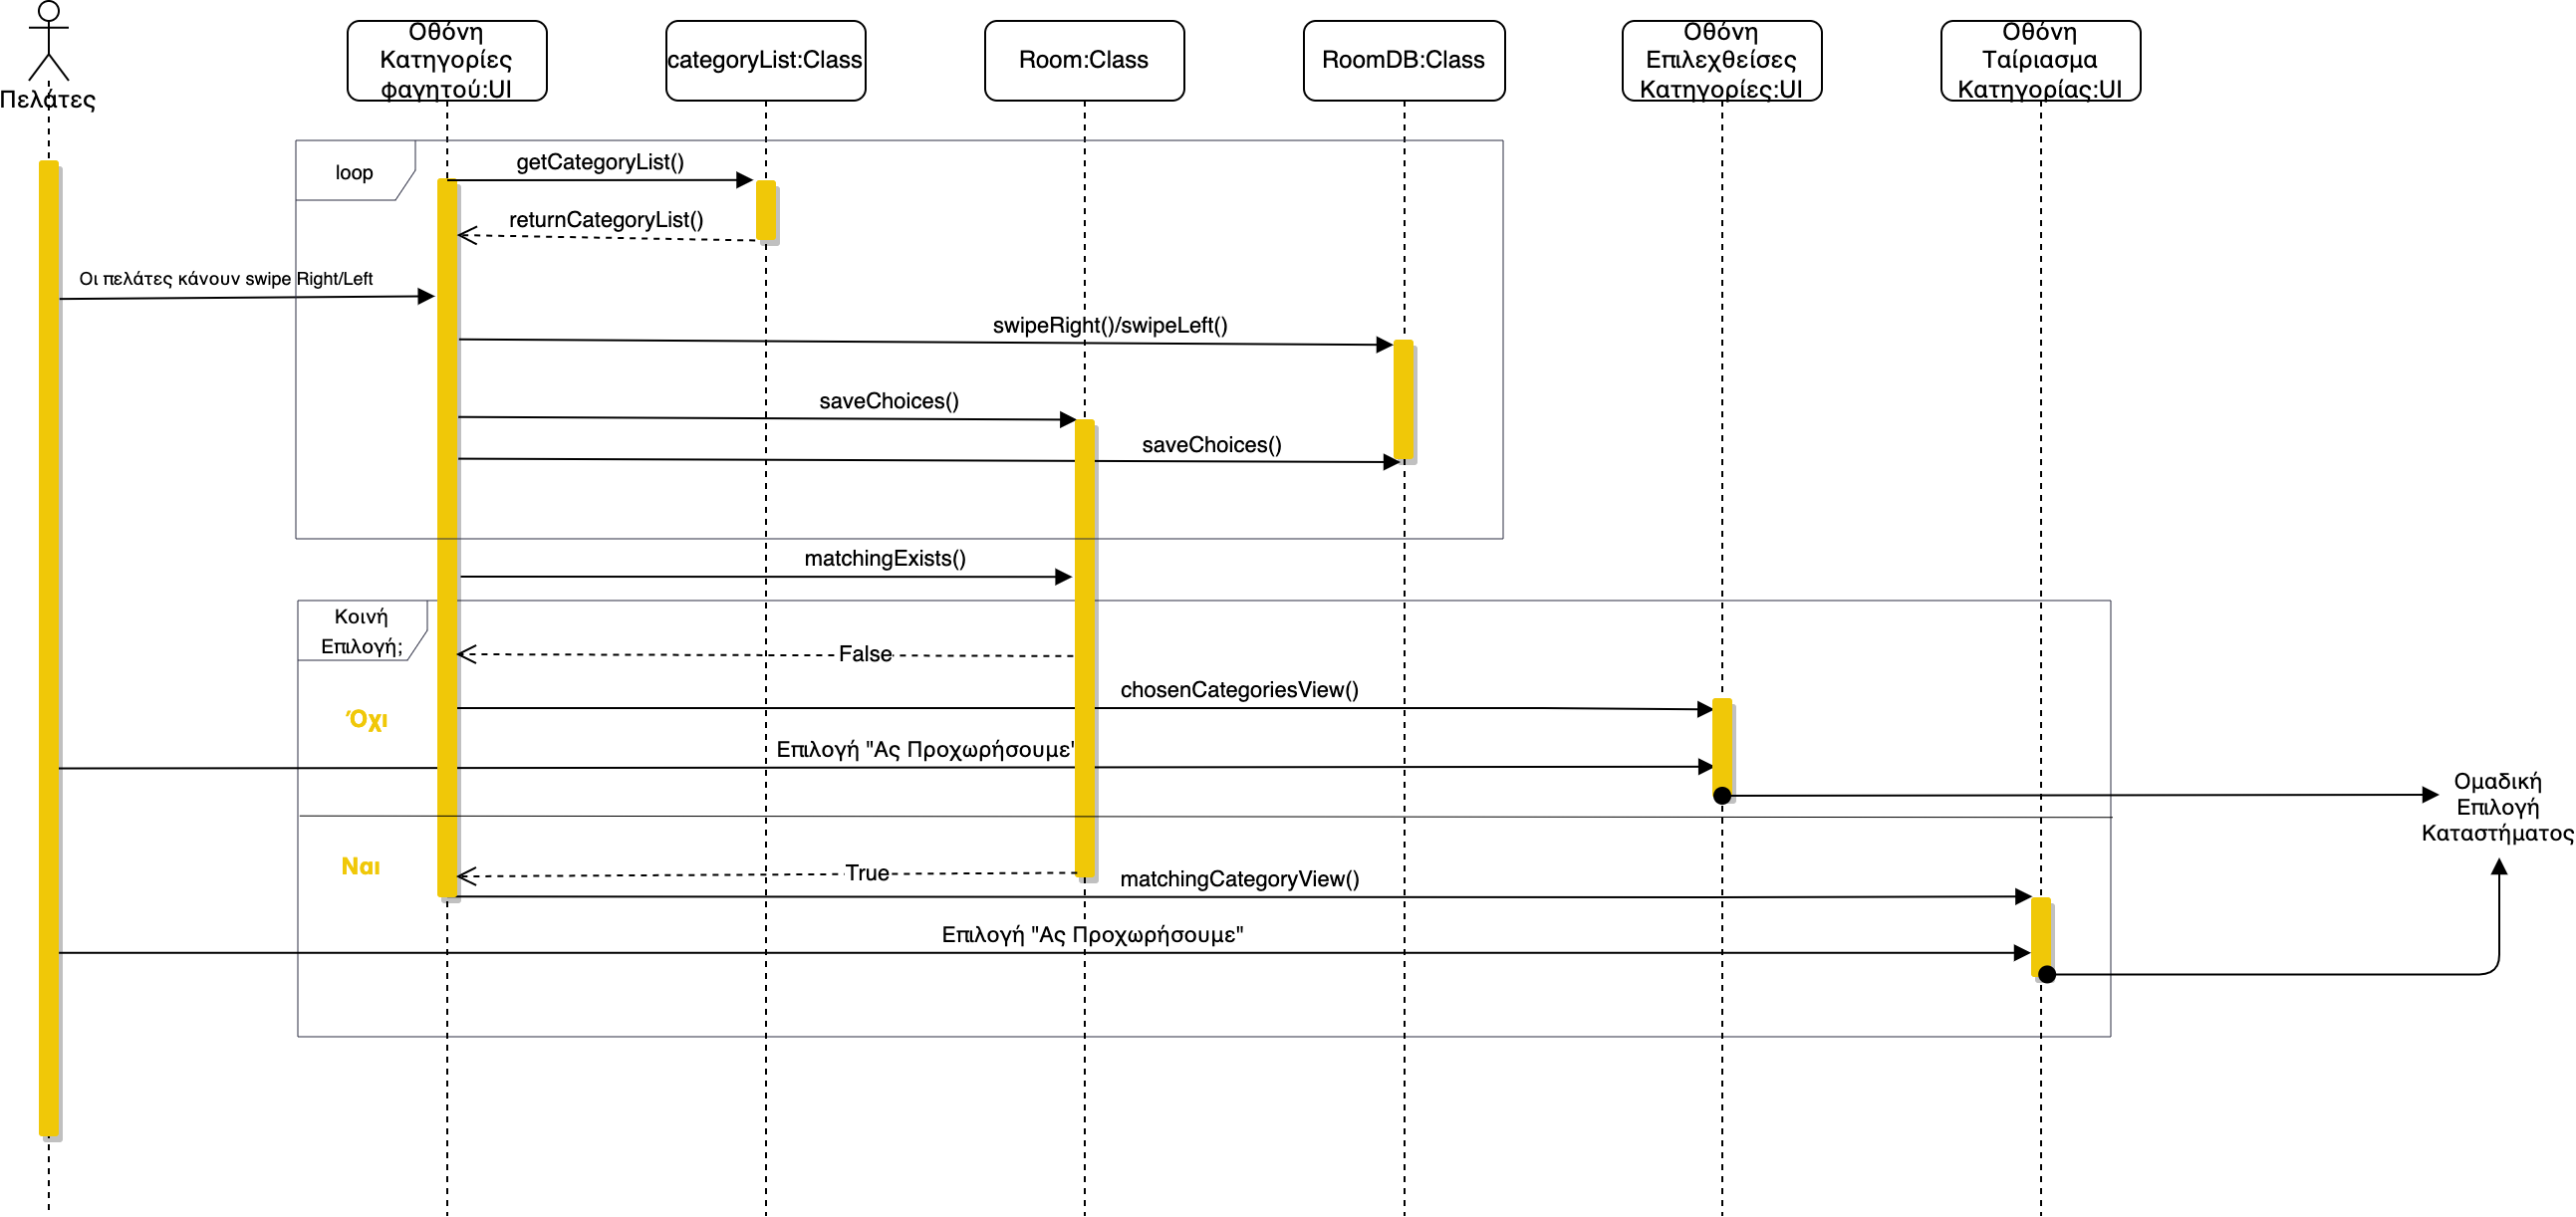 Πελάτες
Οθόνη
Κατηγορίες
φαγητού:UI
categoryList:Class
Room:Class
RoomDB:Class
Οθόνη
Επιλεχθείσες
Κατηγορίες:UI
Οθόνη
Ταίριασμα
Κατηγορίας:UI
loop
getCategoryList()
returnCategoryList()
Οι πελάτες κάνουν swipe Right/Left
swipeRight()/swipeLeft()
saveChoices()
saveChoices()
matchingExists()
Κοινή
Επιλογή;
False
Όχι
chosenCategoriesView()
Επιλογή "Ας Προχωρήσουμε"
Ομαδική
Επιλογή
Καταστήματος
Ναι
True
matchingCategoryView()
Επιλογή "Ας Προχωρήσουμε"